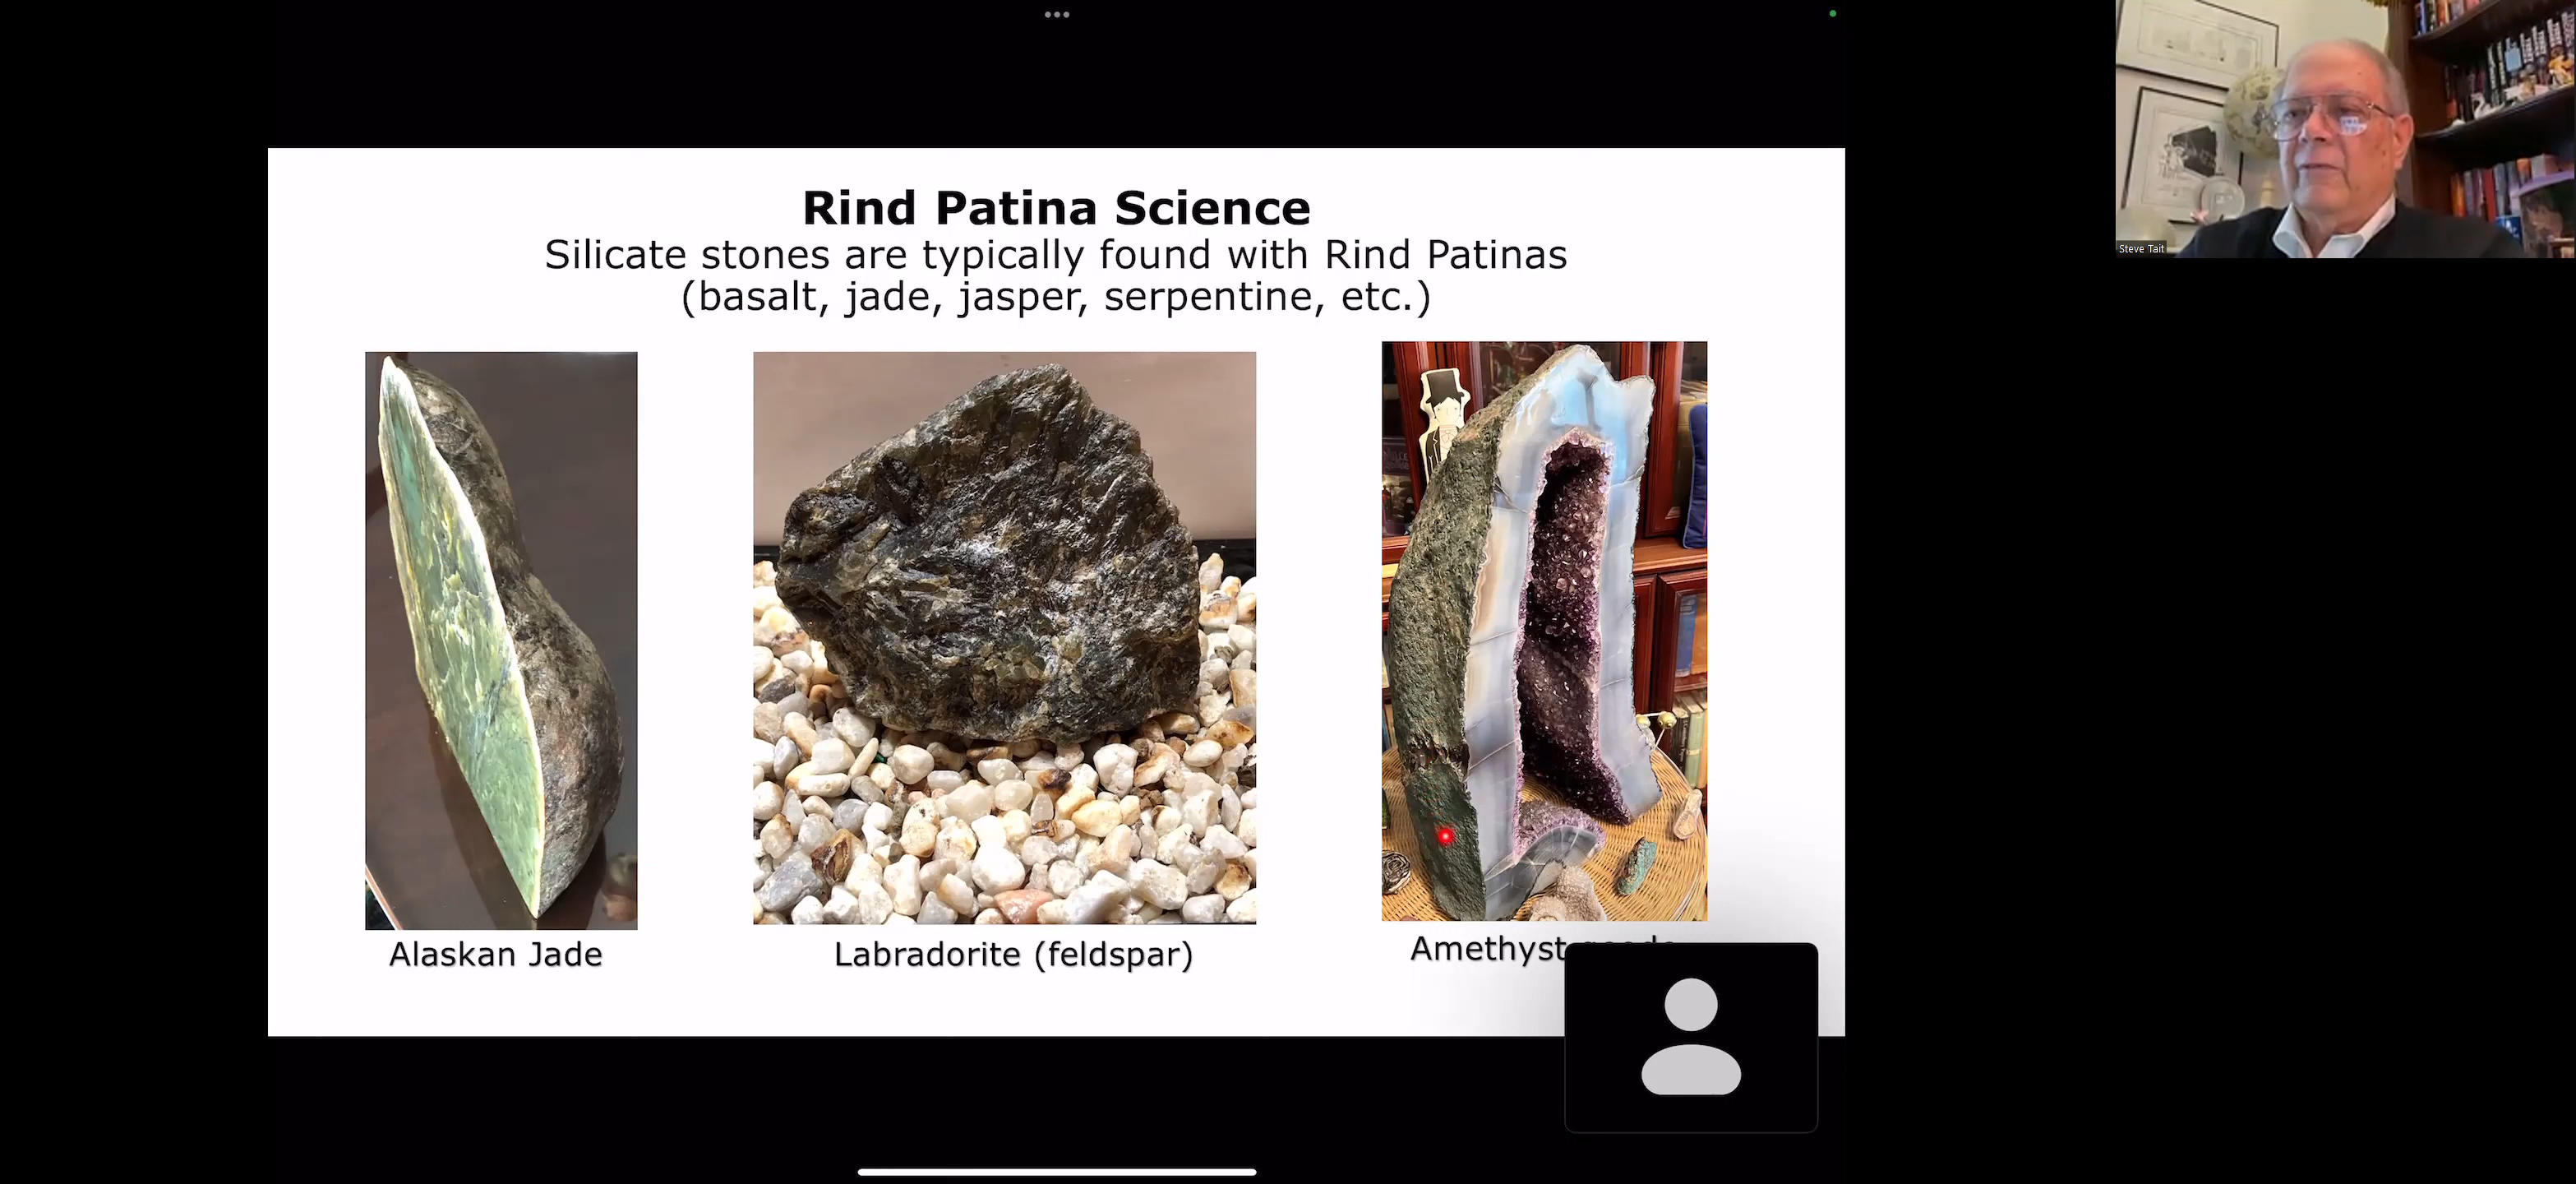 Rind Patina Science
Silicate stones are typically found with Rind Patinas
(basalt, jade, jasper, serpentine, etc.)
Alaskan Jade
Labradorite (feldspar)
Amethyst
Steve Tait